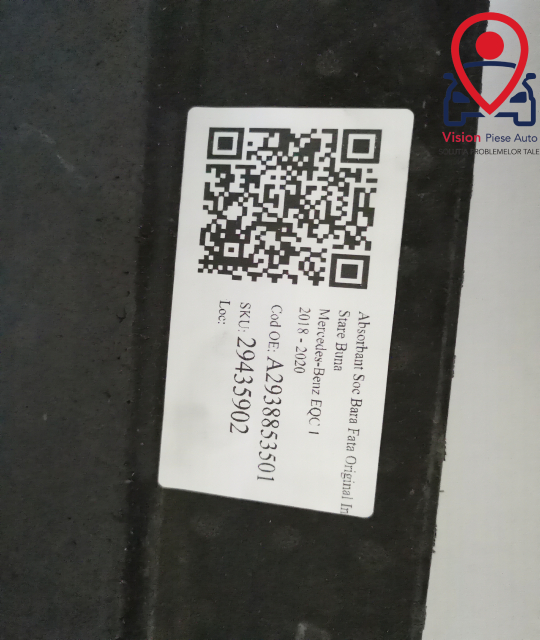 Vision Piese Auto
PROBLEMELOR TALE
Absorbant Soc Bara Fata Original In
Stare Buna
Mercedes-Benz EQC 1
2018 - 2020
Cod OE: A2938853501
SKU: 29435902
Loc: